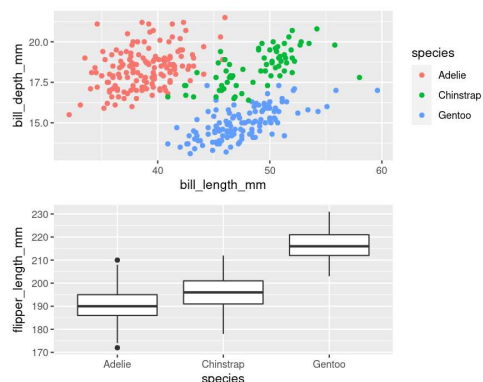 20.0
17.5
15.0
bill_depth_mm
40
50
60
bill_length_mm
species
Adelie
Chinstrap
Gentoo
230
220
210
200
190
180
170
flipper_length_mm
Adelie
Chinstrap
Gentoo
species